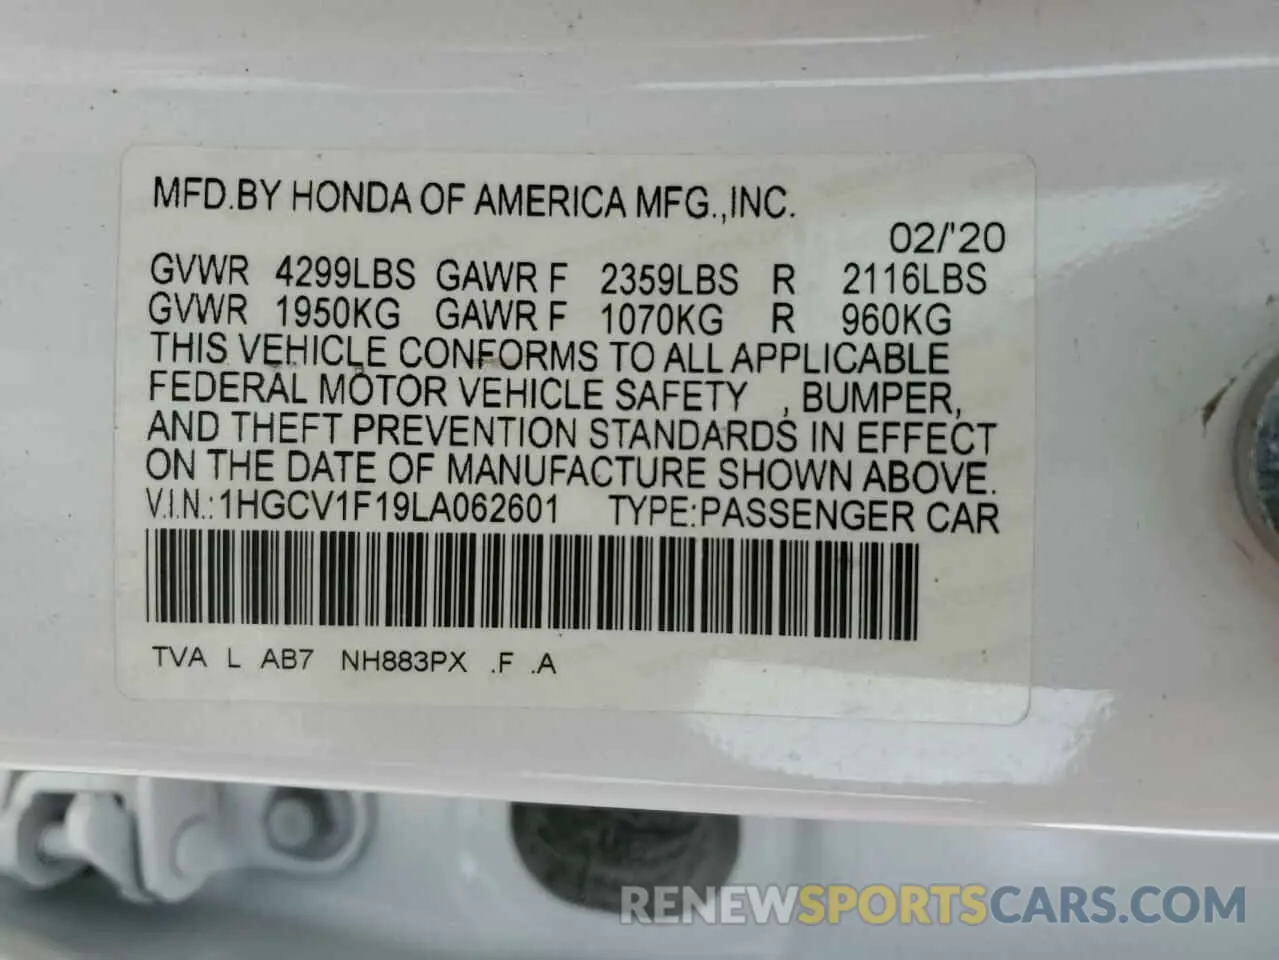 MFD.BY HONDA OF AMERICA MFG.,INC.
02/'20
GVWR 4299LBS GAWR F 2359LBS R 2116LBS
GVWR 1950KG GAWR F 1070KG R 960KG
THIS VEHICLE CONFORMS TO ALL APPLICABLE
FEDERAL MOTOR VEHICLE SAFETY , BUMPER,
AND THEFT PREVENTION STANDARDS IN EFFECT
ON THE DATE OF MANUFACTURE SHOWN ABOVE.
V.I.N.:1HGCV1F19LA062601 TYPE:PASSENGER CAR
TVA L AB7 NH883PX .F .A
RENEWSPORTSCARS.COM